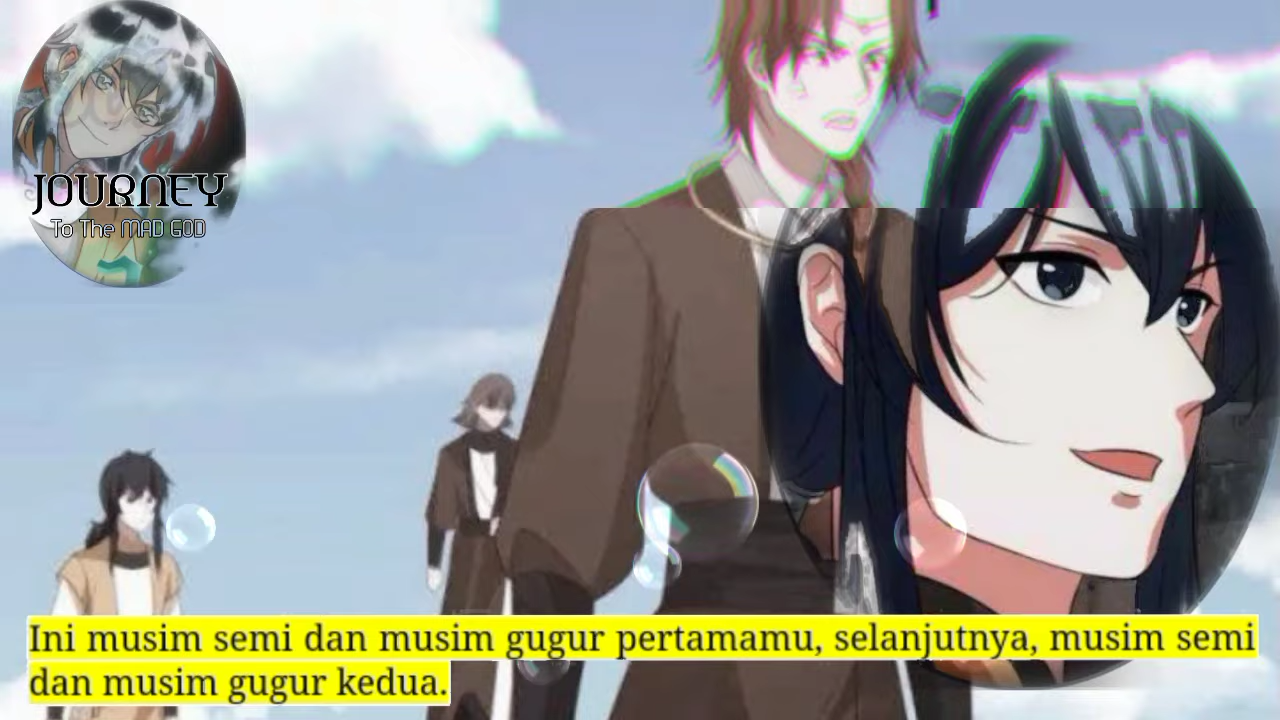 JOURNEY
To The MAD GOD
Ini musim semi dan musim gugur pertamamu, selanjutnya, musim semi
dan musim gugur kedua.